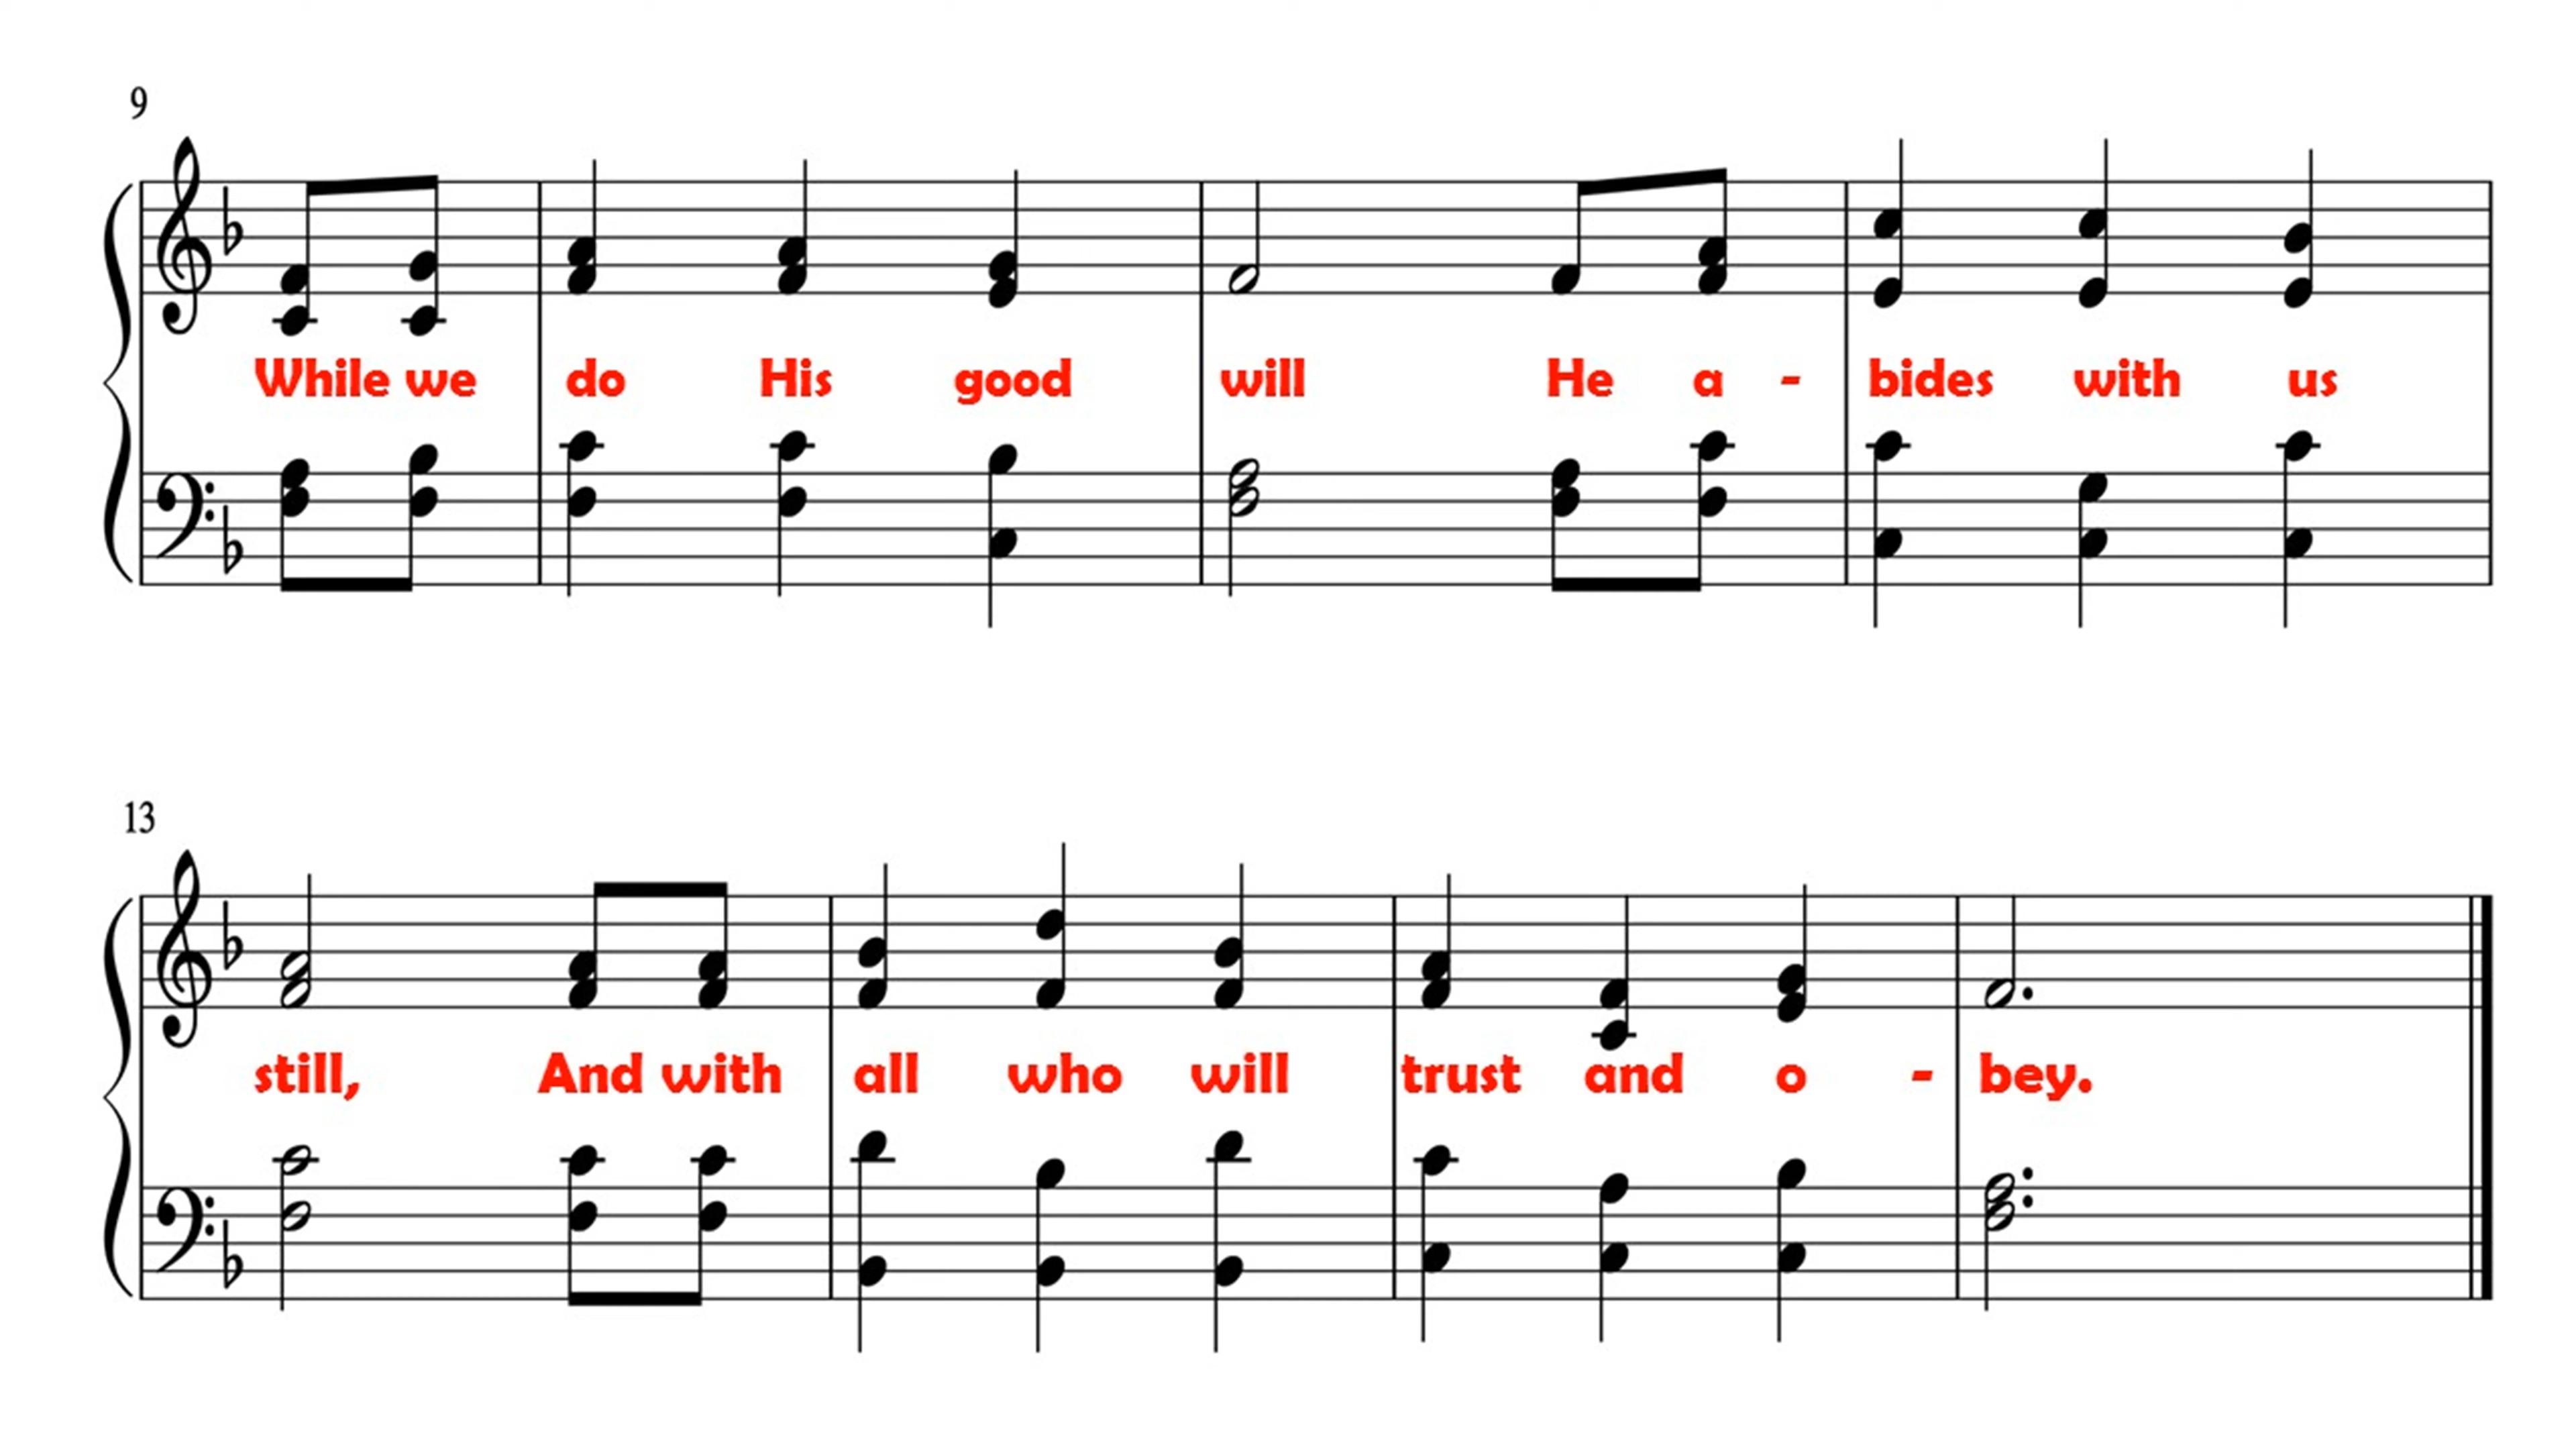 9
While we do His good will He a - bides with us
13
still, And with all who will trust and o - bey.